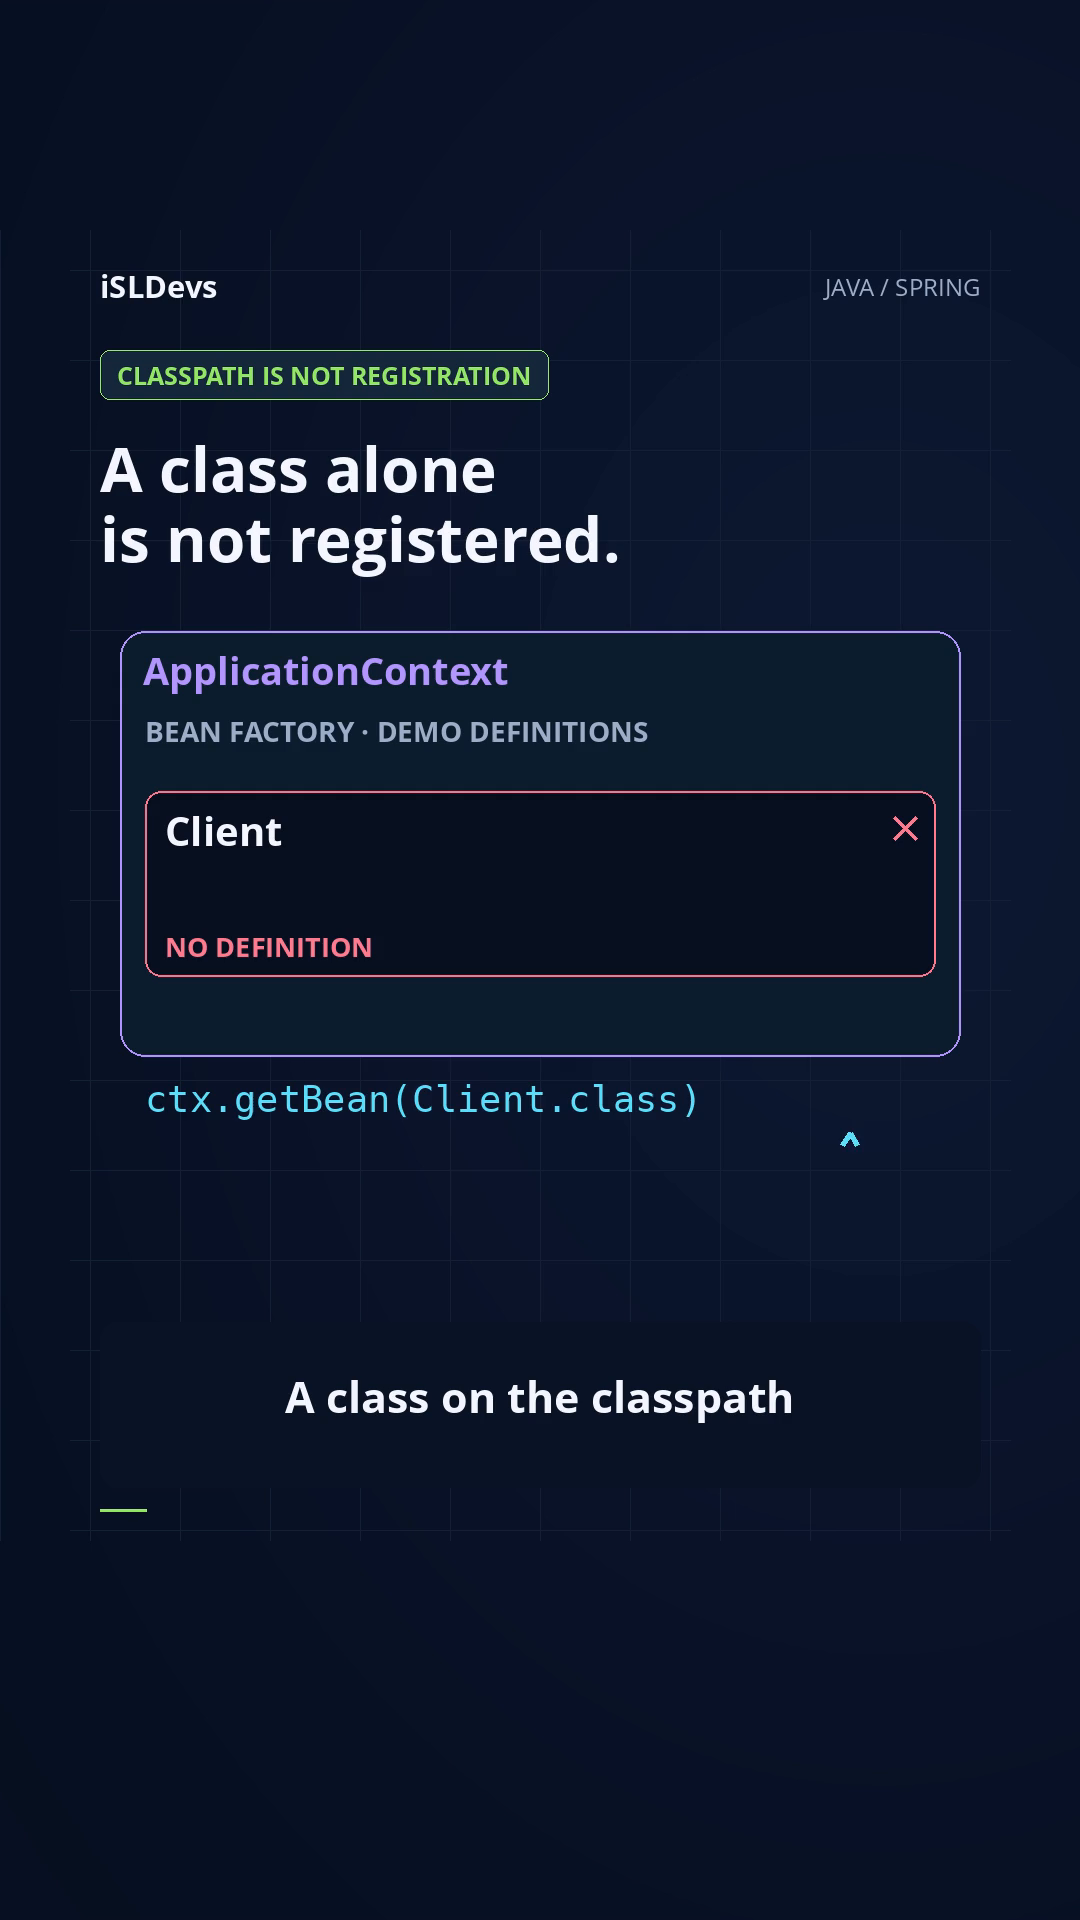 iSLDevs
JAVA / SPRING
CLASSPATH IS NOT REGISTRATION
A class alone
is not registered.
ApplicationContext
BEAN FACTORY · DEMO DEFINITIONS
Client
NO DEFINITION
ctx.getBean(Client.class)
A class on the classpath